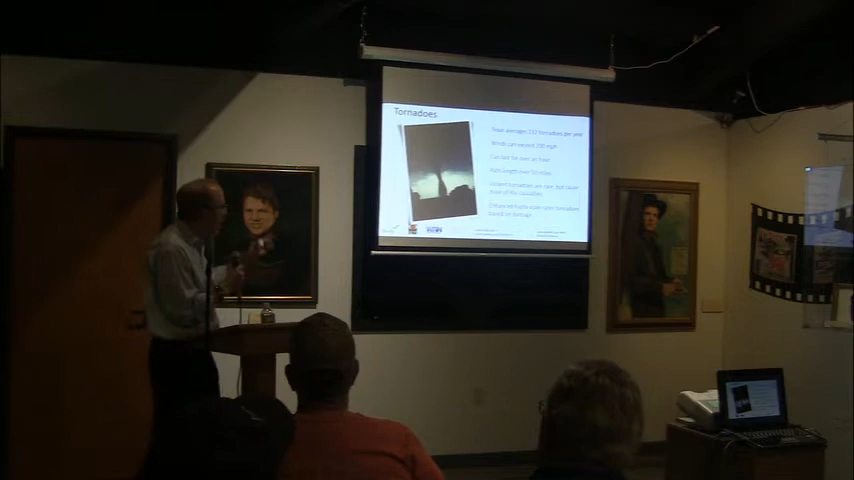 Tornadoes
Texas averages 132 tornadoes per year
Winds can exceed 200 mph
Can last for over an hour
Path length over 50 miles
Violent tornadoes are rare, but cause
most of the casualties
Enhanced Fujita scale rates tornadoes
based on damage